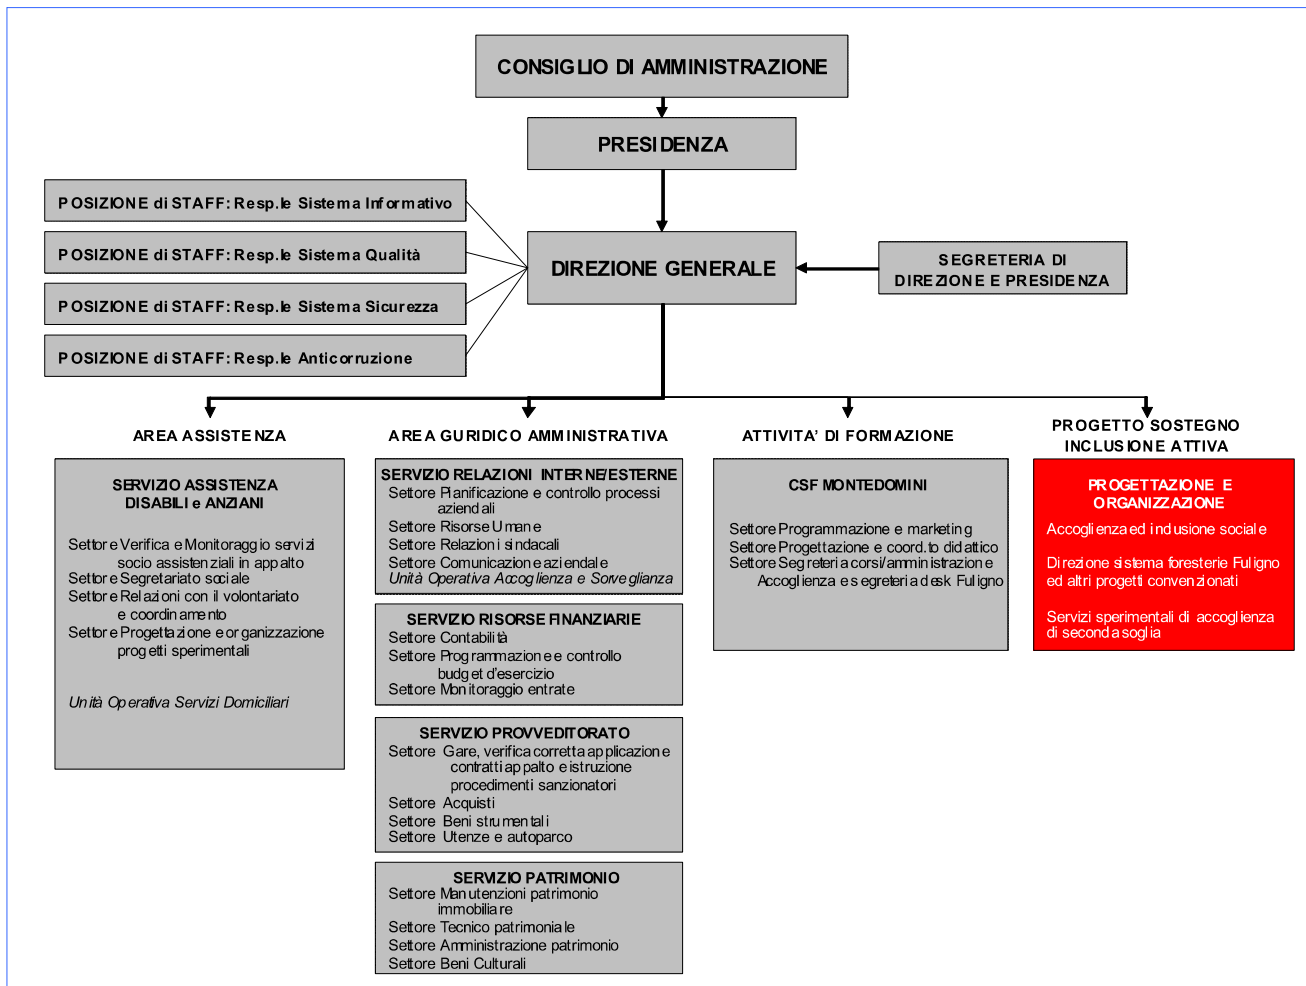 CONSIGLIO DI AMMINISTRAZIONE
PRESIDENZA
POSIZIONE di STAFF: Resp.le Sistema Informativo
POSIZIONE di STAFF: Resp.le Sistema Qualità
POSIZIONE di STAFF: Resp.le Sistema Sicurezza
POSIZIONE di STAFF: Resp.le Anticorruzione
DIREZIONE GENERALE
SEGRETERIA DI
DIREZIONE E PRESIDENZA
AREA ASSISTENZA
SERVIZIO ASSISTENZA
DISABILI e ANZIANI
Settore Verifica e Monitoraggio servizi
socio assistenziali in appalto
Settore Segretariato sociale
Settore Relazioni con il volontariato
e coordinamento
Settore Progettazione e organizzazione
progetti sperimentali
Unità Operativa Servizi Domiciliari
AREA GURIDICO AMMINISTRATIVA
SERVIZIO RELAZIONI INTERNE/ESTERNE
Settore Pianificazione e controllo processi
aziendali
Settore Risorse Umane
Settore Relazioni sindacali
Settore Comunicazione aziendale
Unità Operativa Accoglienza e Sorveglianza
SERVIZIO RISORSE FINANZIARIE
Settore Contabilità
Settore Programmazione e controllo
budget d'esercizio
Settore Monitoraggio entrate
SERVIZIO PROVVEDITORATO
Settore Gare, verifica corretta applicazione
contratti appalto e istruzione
procedimenti sanzionatori
Settore Acquisti
Settore Beni strumentali
Settore Utenze e autoparco
SERVIZIO PATRIMONIO
Settore Manutenzioni patrimonio
immobiliare
Settore Tecnico patrimoniale
Settore Amministrazione patrimonio
Settore Beni Culturali
ATTIVITA' DI FORMAZIONE
CSF MONTEDOMINI
Settore Programmazione e marketing
Settore Progettazione e coord.to didattico
Settore Segreteria corsi/amministrazione
Accoglienza e segreteria desk Fuligno
PROGETTO SOSTEGNO
INCLUSIONE ATTIVA
PROGETTAZIONE E
ORGANIZZAZIONE
Accoglienza ed inclusione sociale
Direzione sistema foresterie Fuligno
ed altri progetti convenzionati
Servizi sperimentali di accoglienza
di seconda soglia